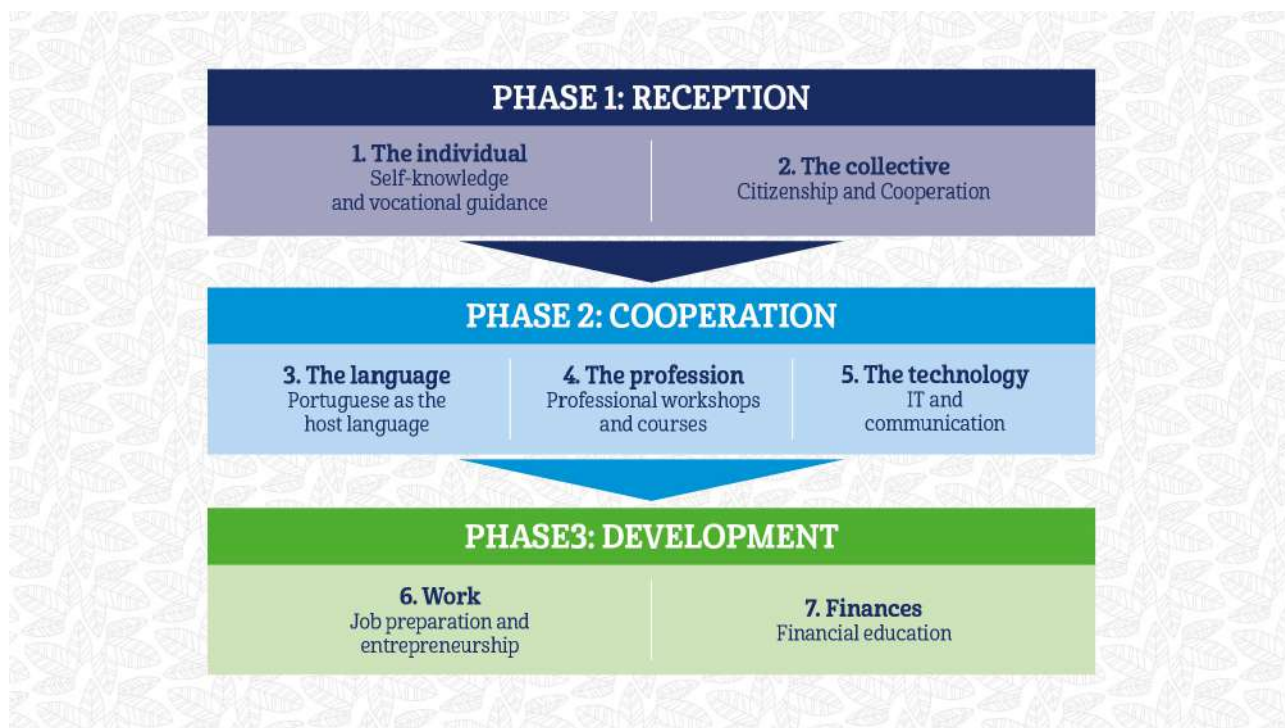 PHASE 1: RECEPTION
1. The individual
Self-knowledge
and vocational guidance
2. The collective
Citizenship and Cooperation
PHASE 2: COOPERATION
3. The language
Portuguese as the
host language
4. The profession
Professional workshops
and courses
5. The technology
IT and
communication
PHASE3: DEVELOPMENT
6. Work
Job preparation and
entrepreneurship
7. Finances
Financial education